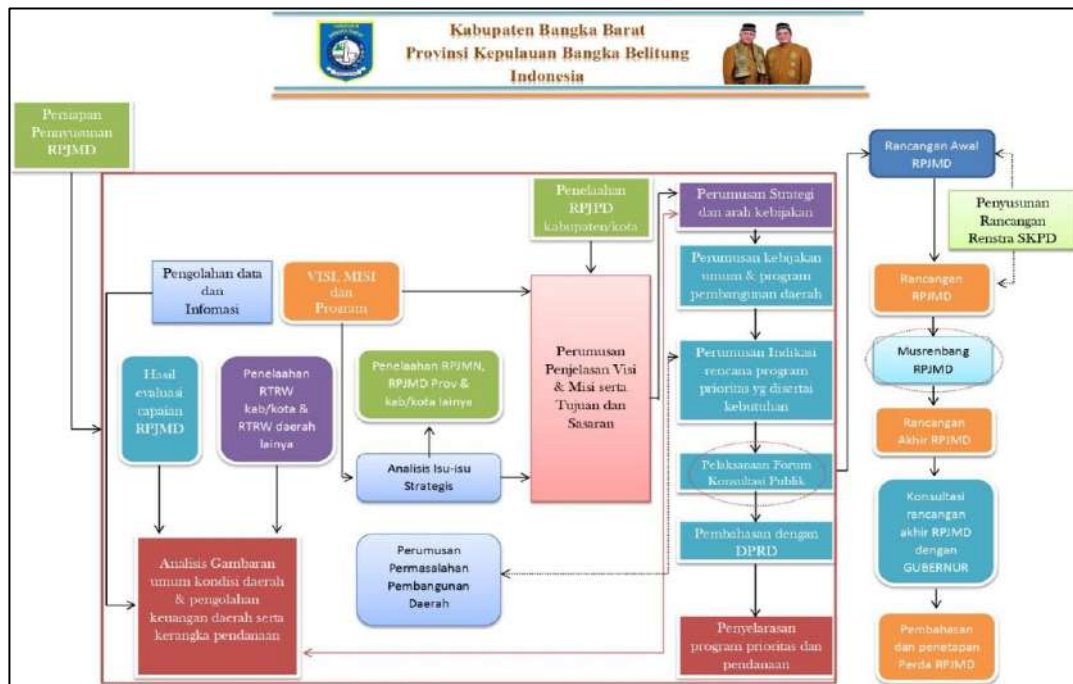 Kabupaten Bangka Barat
Provinsi Kepulauan Bangka Belitung
Indonesia
Persiapan
Penyusunan
RPJMD
Penelaahan
RPJPD
kabupaten/kota
Perumusan Strategi
dan arah kebijakan
Rancangan Awal
RPJMD
Penyusunan
Rancangan
Renstra SKPD
Pengolahan data
dan
Infomasi
VISI, MISI
dan
Program
Perumusan kebijakan
umum & program
pembangunan daerah
Rancangan
RPJMD
Hasil
evaluasi
capaian
RPJMD
Penelaahan
RTRW
kab/kota &
RTRW daerah
lainya
Penelaahan RPJMN,
RPJMD Prov &
kab/kota lainya
Perumusan
Penjelasan Visi
& Misi serta
Tujuan dan
Sasaran
Perumusan Indikasi
rencana program
prioritas yg disertai
kebutuhan
Musrenbang
RPJMD
Rancangan
Akhir RPJMD
Analisis Isu-isu
Strategis
Pelaksanaan Forum
Konsultasi Publik
Konsultasi
rancangan
akhir RPJMD
dengan
GUBERNUR
Analisis Gambaran
umum kondisi daerah
& pengolahan
keuangan daerah serta
kerangka pendanaan
Perumusan
Permasalahan
Pembangunan
Daerah
Pembahasan dengan
DPRD
Penyelarasan
program prioritas dan
pendanaan
Pembahasan
dan penetapan
Perda RPJMD